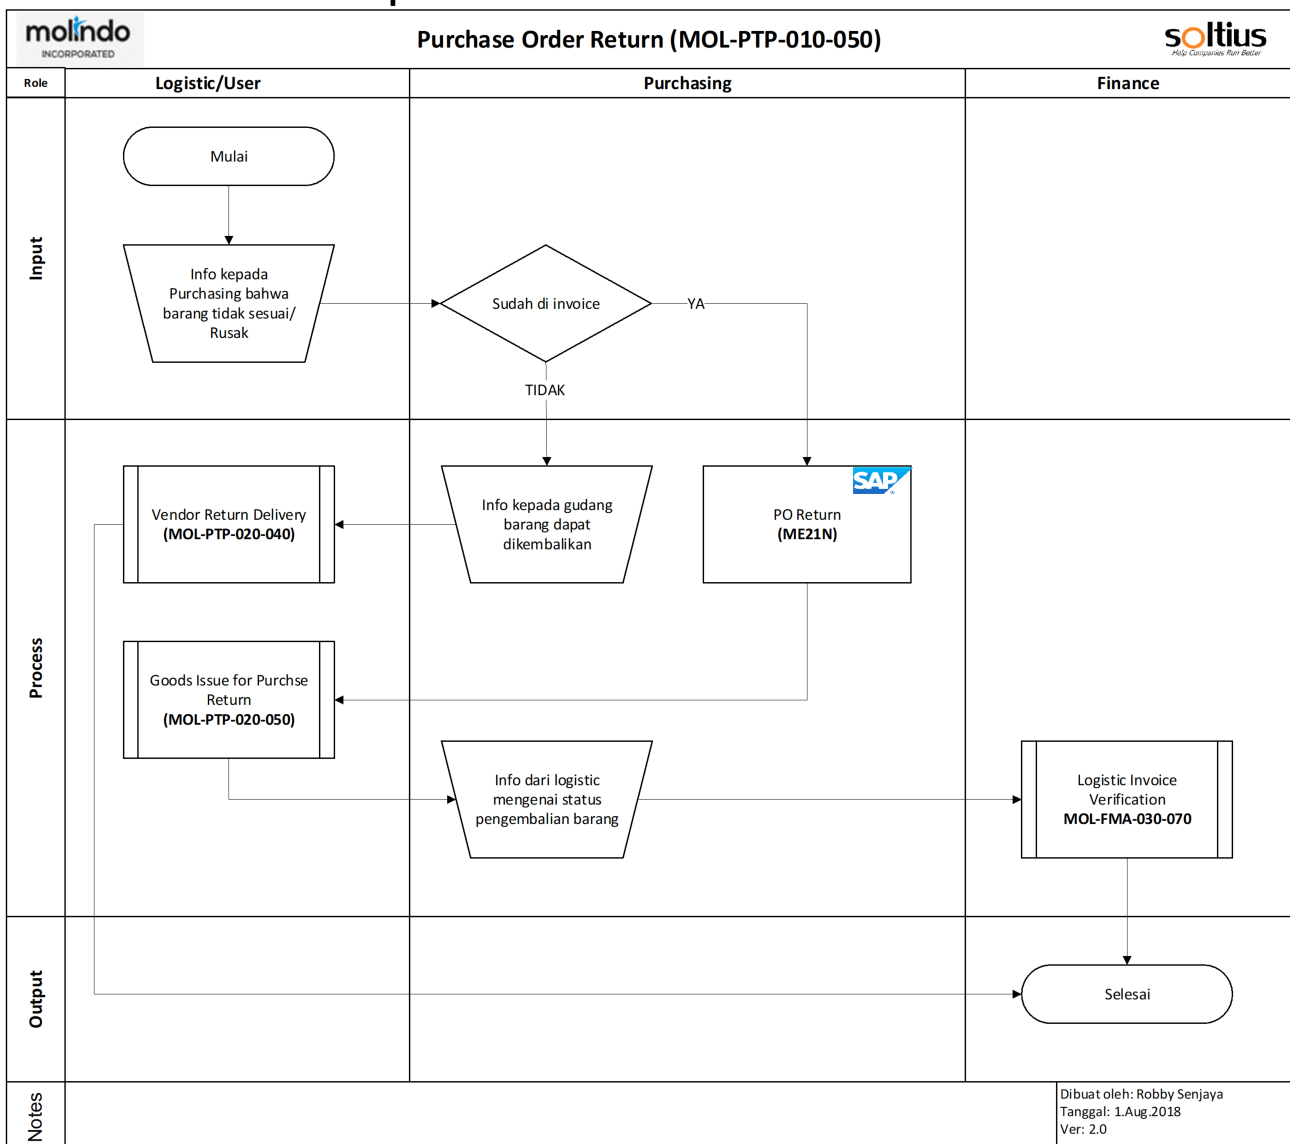 molindo
INCORPORATED
Purchase Order Return (MOL-PTP-010-050)
soltius
Help Companies Run Better
Role
Logistic/User
Purchasing
Finance
Input
Mulai
Info kepada
Purchasing bahwa
barang tidak sesuai/
Rusak
Sudah di invoice
YA
TIDAK
Process
Vendor Return Delivery
(MOL-PTP-020-040)
Info kepada gudang
barang dapat
dikembalikan
SAP
PO Return
(ME21N)
Goods Issue for Purchse
Return
(MOL-PTP-020-050)
Info dari logistic
mengenai status
pengembalian barang
Logistic Invoice
Verification
MOL-FMA-030-070
Output
Selesai
Notes
Dibuat oleh: Robby Senjaya
Tanggal: 1.Aug.2018
Ver: 2.0